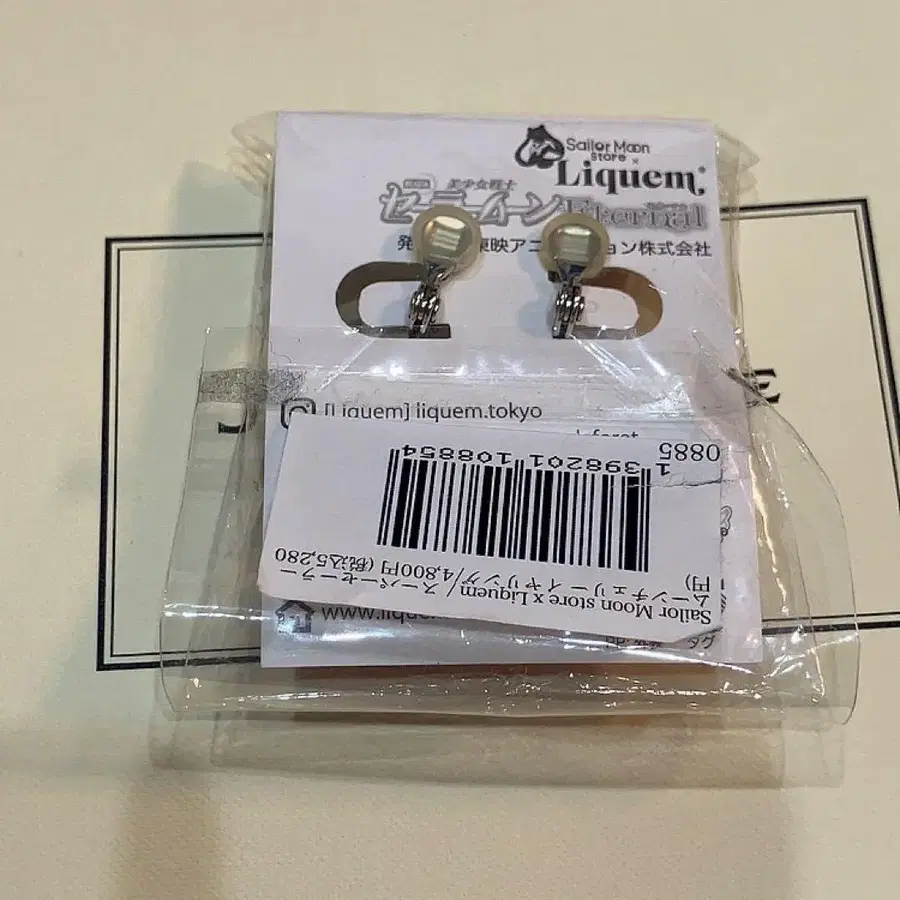 Sailor Moon
store ×
Liquem
美少女戦士
セーラームーンEternal
発 東映アニ ション株式会社
[Liquem] liquem.tokyo
0885
1 398201 108854
Sailor Moon store x Liquem/スーパーセーラー
ムーンチェリーイヤリング/4,800円(税込5,280
円)